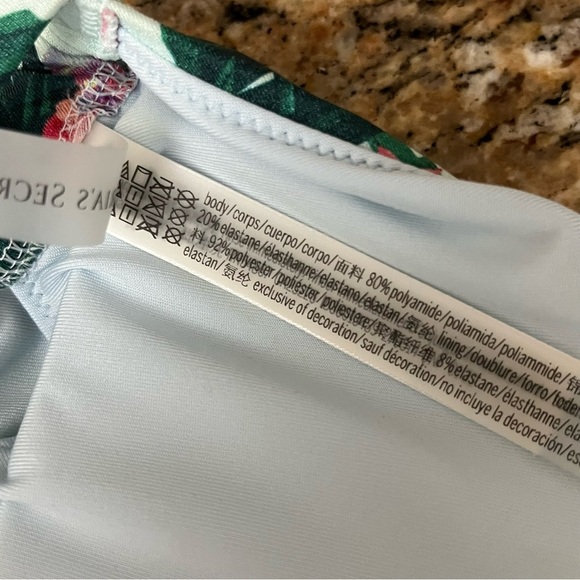 body/corps/cuerpo/corpo/面料 80%polyamide/poliamida/poliammide/锦
20%elastane/élasthanne/elastano/elastan/氨纶 lining/doublure/forro/foder
料 92%polyester/poliéster/poliestere/聚酯纤维 8%elastane/élasthanne/ela
elastan/氨纶 exclusive of decoration/sauf décoration/no incluye la decoración/es
A'S SECR